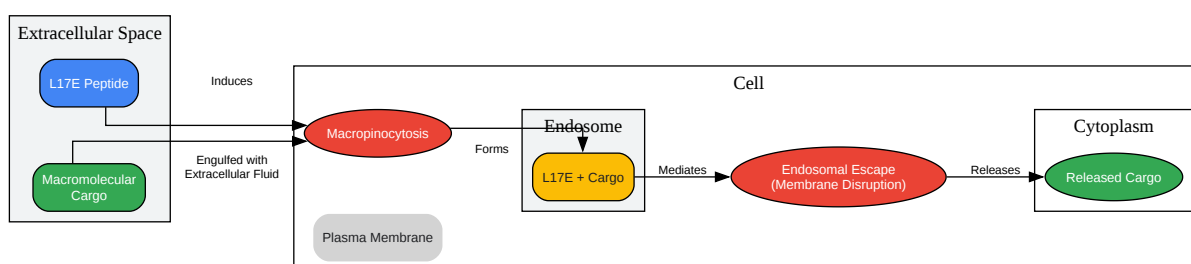 Extracellular Space
L17E Peptide
Macromolecular
Cargo
Induces
Engulfed with
Extracellular Fluid
Cell
Macropinocytosis
Plasma Membrane
Forms
Endosome
L17E + Cargo
Mediates
Endosomal Escape
(Membrane Disruption)
Releases
Cytoplasm
Released Cargo